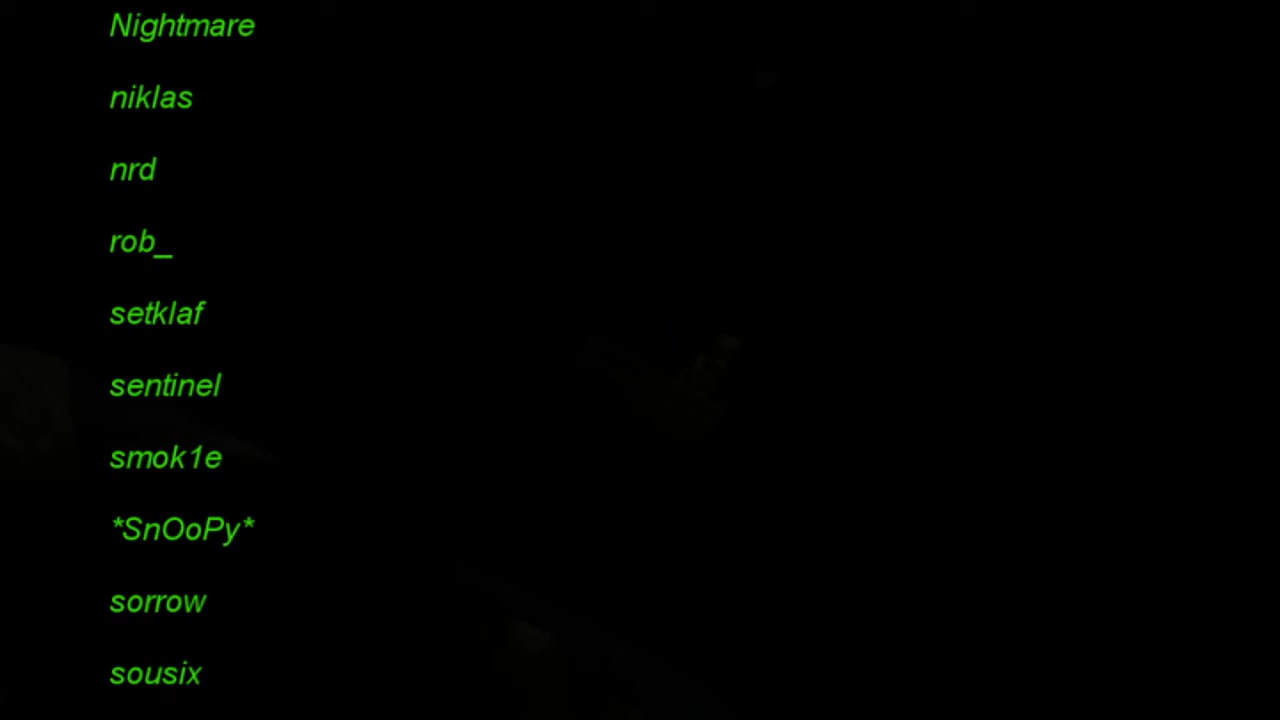 Nightmare
niklas
nrd
rob_
setklaf
sentinel
smok1e
*SnOoPy*
sorrow
sousix